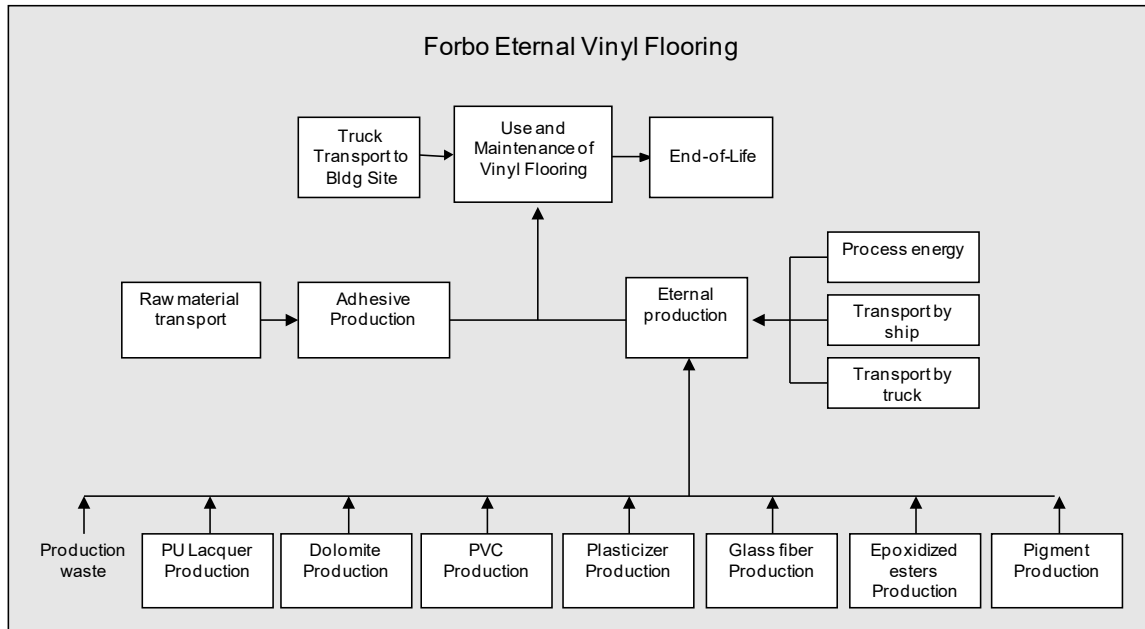 Forbo Eternal Vinyl Flooring
Truck
Transport to
Bldg Site
Use and
Maintenance of
Vinyl Flooring
End-of-Life
Raw material
transport
Adhesive
Production
Eternal
production
Process energy
Transport by
ship
Transport by
truck
Production
waste
PU Lacquer
Production
Dolomite
Production
PVC
Production
Plasticizer
Production
Glass fiber
Production
Epoxidized
esters
Production
Pigment
Production